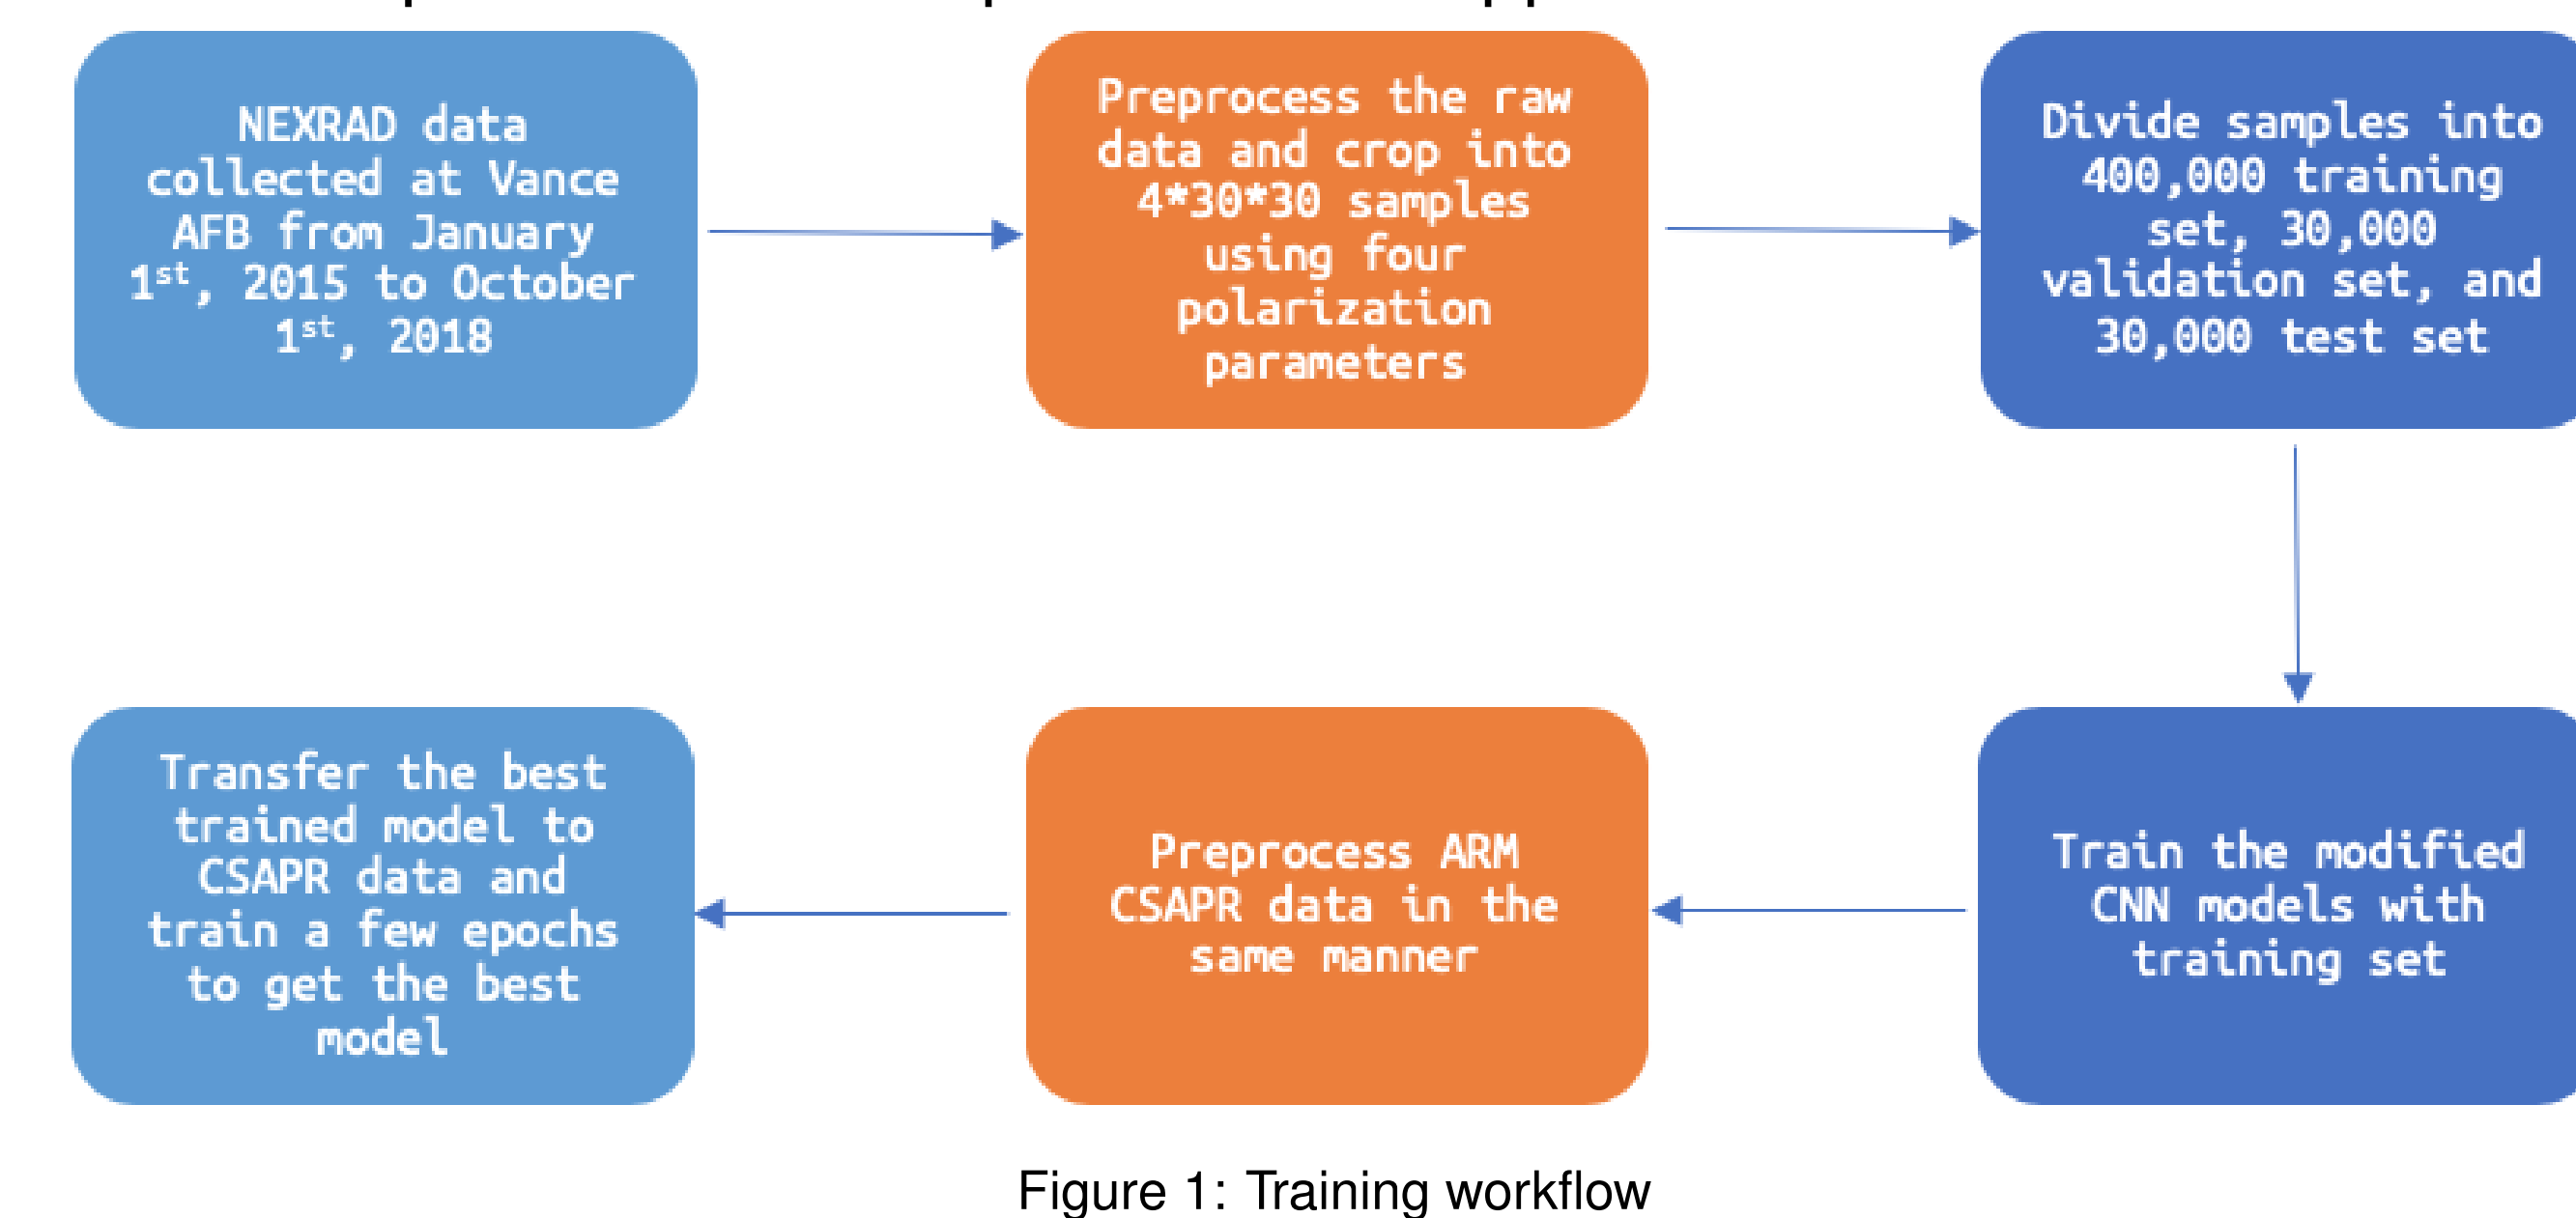 NEXRAD data
collected at Vance
AFB from January
1st, 2015 to October
1st, 2018
Preprocess the raw
data and crop into
4*30*30 samples
using four
polarization
parameters
Divide samples into
400,000 training
set, 30,000
validation set, and
30,000 test set
Train the modified
CNN models with
training set
Preprocess ARM
CSAPR data in the
same manner
Transfer the best
trained model to
CSAPR data and
train a few epochs
to get the best
model
Figure 1: Training workflow